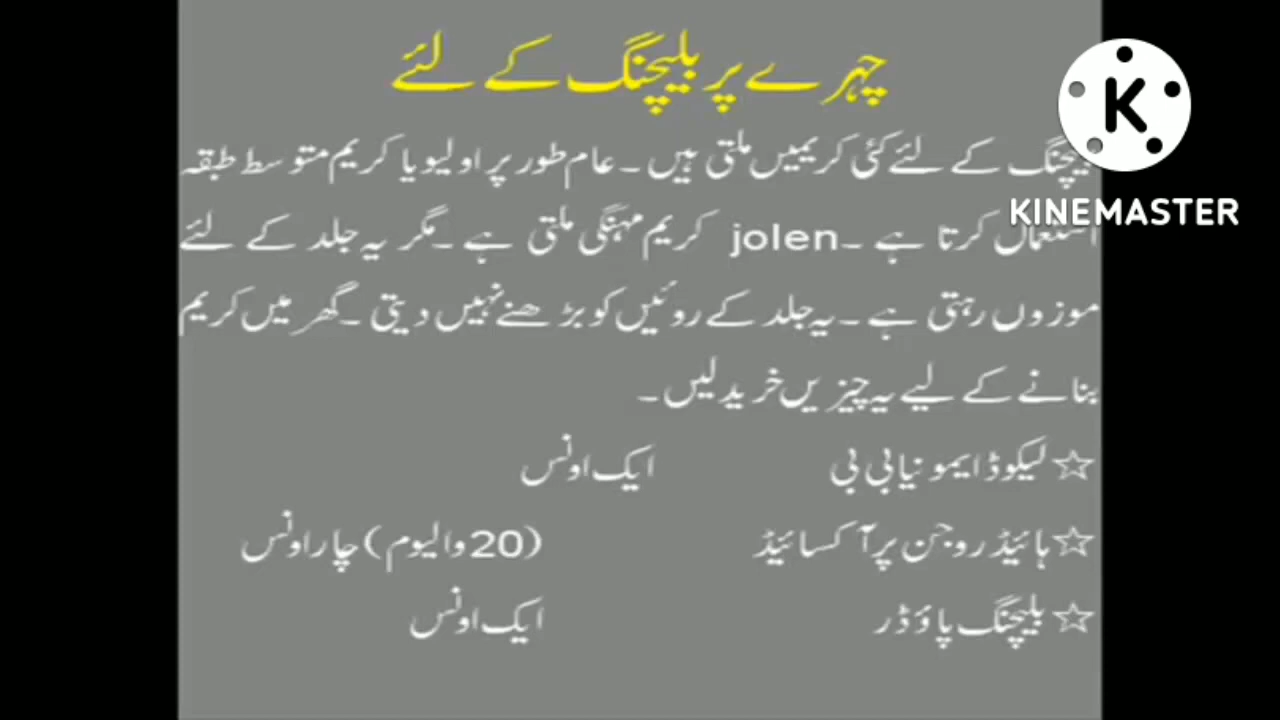 چہرے پر بلیچنگ کے لئے
بلیچنگ کے لئے کئی کریمیں ملتی ہیں۔ عام طور پر اولیویا کریم متوسط طبقہ
استعمال کرتا ہے ۔ jolen کریم مہنگی ملتی ہے ۔ مگر یہ جلد کے لئے
موزوں رہتی ہے ۔ یہ جلد کے روئیں کو بڑھنے نہیں دیتی ۔ گھر میں کریم
بنانے کے لیے یہ چیزیں خرید لیں ۔
☆ لیکوڈ ایمونیا بی پی ایک اونس
☆ ہائیڈروجن پر آکسائیڈ (20 والیوم) چار اونس
☆ بلیچنگ پاؤڈر ایک اونس
K
KINEMASTER